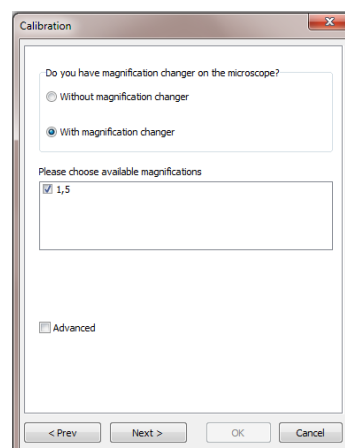 Calibration
Do you have magnification changer on the microscope?
Without magnification changer
With magnification changer
Please choose available magnifications
1,5
Advanced
< Prev Next > OK Cancel